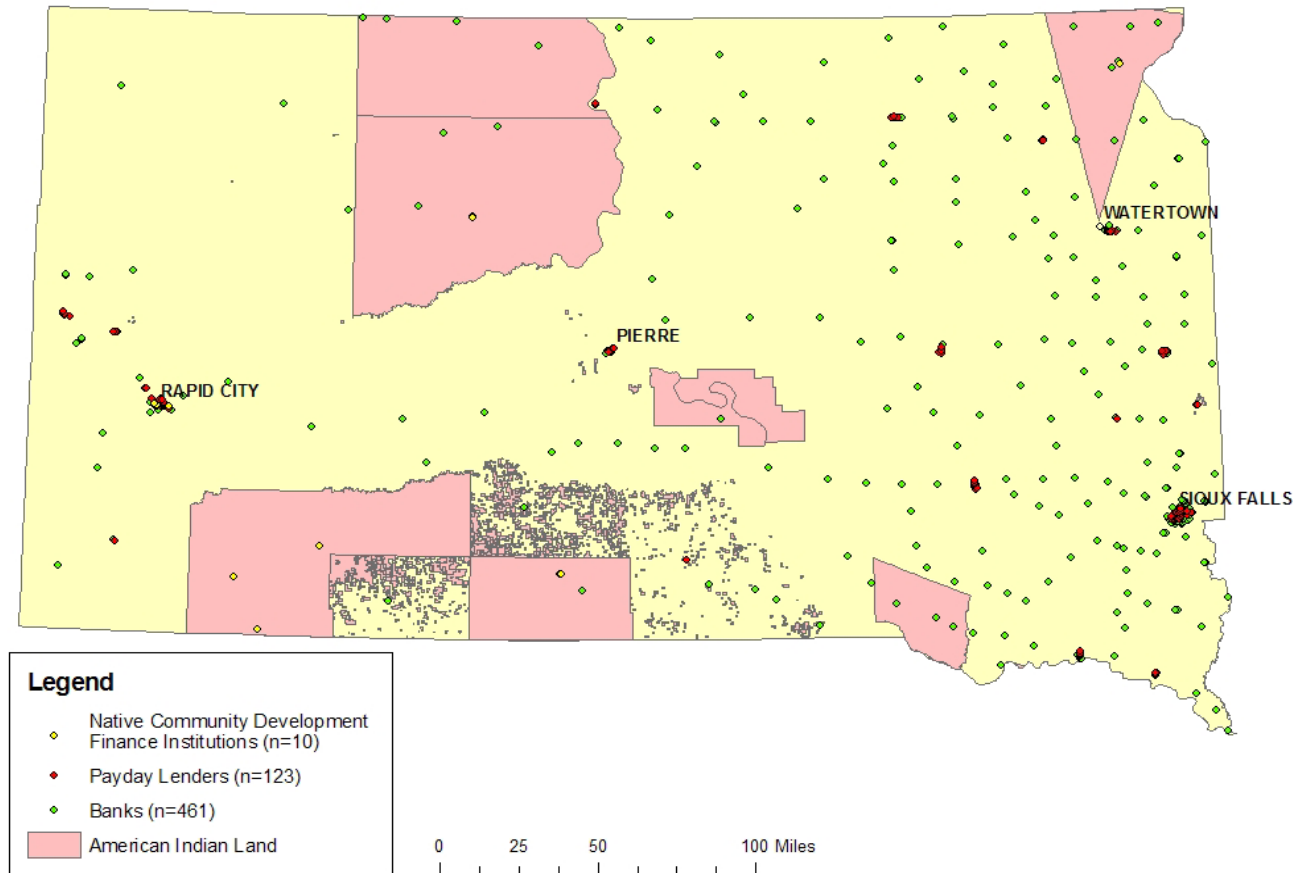 WATERTOWN
PIERRE
RAPID CITY
SIOUX FALLS
Legend
Native Community Development
Finance Institutions (n=10)
Payday Lenders (n=123)
Banks (n=461)
American Indian Land
0 25 50 100 Miles